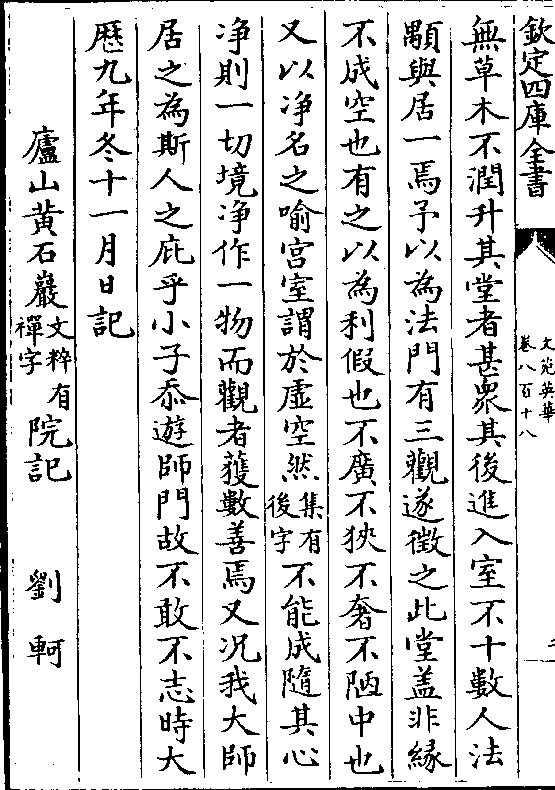 欽定四庫全書
文苑英華
卷八百十八
無草木不潤升其堂者甚衆其後進入室不十數人法
顒與居一焉予以為法門有三觀遂徵之此堂盖非緣
不成空也有之以為利假也不廣不狹不奢不陋中也
又以净名之喻宫室謂於虚空然集有後字不能成隨其心
净則一切境净作一物而觀者䕶數善焉又况我大師
居之為斯人之庇乎小子忝遊師門故不敢不志時大
歴九年冬十一月日記
廬山黄石巖文粹有禪字院記 劉軻